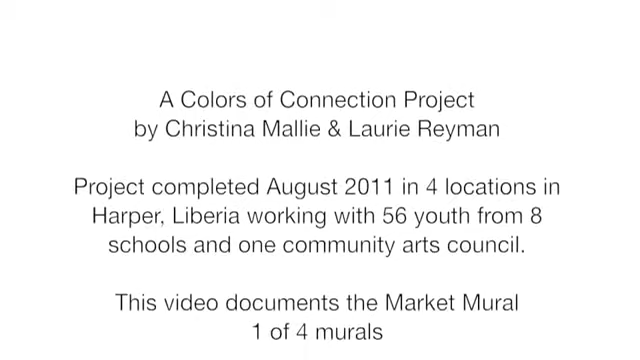 A Colors of Connection Project
by Christina Mallie & Laurie Reyman
Project completed August 2011 in 4 locations in
Harper, Liberia working with 56 youth from 8
schools and one community arts council.
This video documents the Market Mural
1 of 4 murals